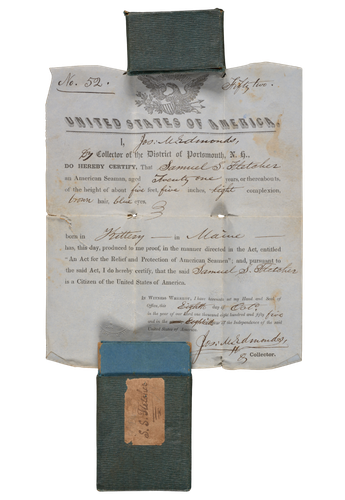 No. 52.
Fifty two.
UNITED STATES OF AMERICA.
I, Jos: M. Edmonds,
Dy Collector of the District of Portsmouth, N. H.,
DO HEREBY CERTIFY, That Samuel S. Fletcher
an American Seaman, aged Twenty one years, or thereabouts,
of the height of about five feet five inches, light complexion,
brown hair, blue eyes.
born in Kittery in Maine
has, this day, produced to me proof, in the manner directed in the Act, entitled
"An Act for the Relief and Protection of American Seamen"; and, pursuant to
the said Act, I do hereby certify, that the said Samuel S. Fletcher
is a Citizen of the United States of America.
IN WITNESS WHEREOF, I have hereunto set my Hand and Seal of
Office, this Eighth day of Oct.
in the year of our Lord one thousand eight hundred and fifty five
and in the eightieth year of the Independence of the said
United States of America.
Jos: M. Edmonds,
Collector.
S. S. Fletcher